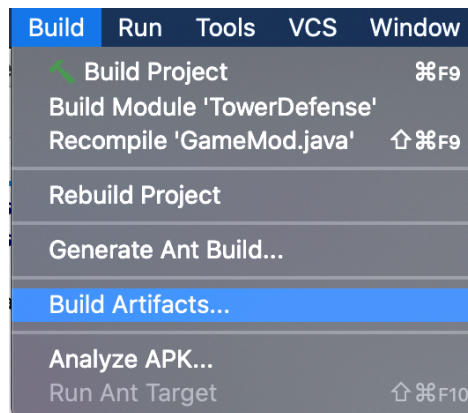 Build Run Tools VCS Window
Build Project ⌘F9
Build Module 'TowerDefense'
Recompile 'GameMod.java' ⇧⌘F9
Rebuild Project
Generate Ant Build...
Build Artifacts...
Analyze APK...
Run Ant Target ⇧⌘F10